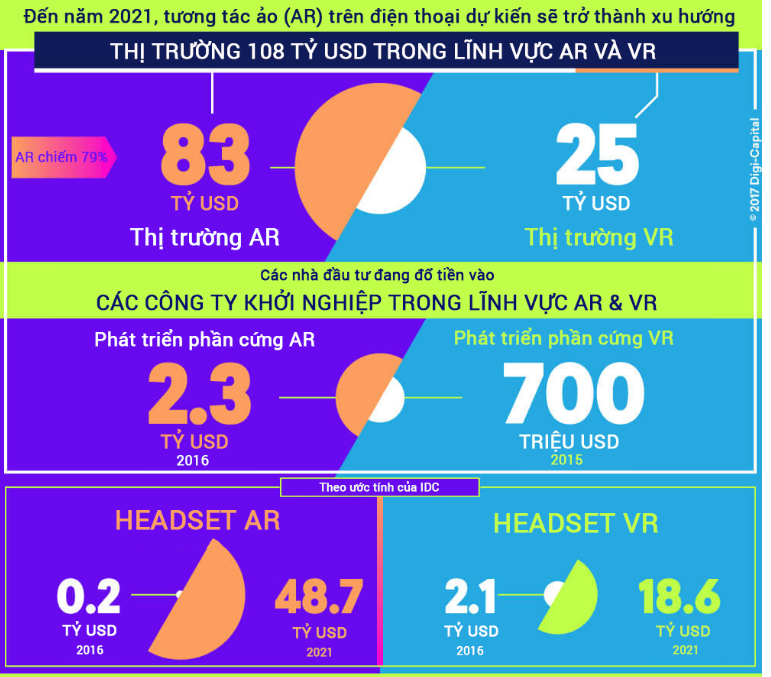 Đến năm 2021, tương tác ảo (AR) trên điện thoại dự kiến sẽ trở thành xu hướng
THỊ TRƯỜNG 108 TỶ USD TRONG LĨNH VỰC AR VÀ VR
AR chiếm 79%
83
TỶ USD
Thị trường AR
25
TỶ USD
Thị trường VR
© 2017 Digi-Capital
Các nhà đầu tư đang đổ tiền vào
CÁC CÔNG TY KHỞI NGHIỆP TRONG LĨNH VỰC AR & VR
Phát triển phần cứng AR
2.3
TỶ USD
2016
Phát triển phần cứng VR
700
TRIỆU USD
2015
Theo ước tính của IDC
HEADSET AR
0.2
TỶ USD
2016
48.7
TỶ USD
2021
HEADSET VR
2.1
TỶ USD
2016
18.6
TỶ USD
2021